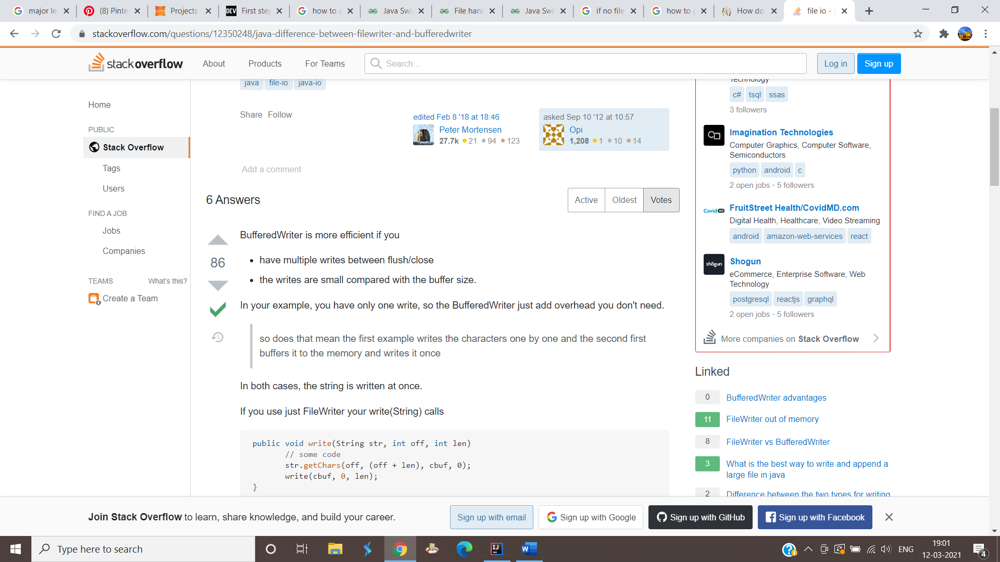 major le
(8) Pinte
Projects
DEV
First step
how to a
Java Swi
File hand
Java Swi
if no file
how to g
How do
file io - J
stackoverflow.com/questions/12350248/java-difference-between-filewriter-and-bufferedwriter
stackoverflow
About
Products
For Teams
Search...
Log in
Sign up
Home
PUBLIC
Stack Overflow
Tags
Users
FIND A JOB
Jobs
Companies
TEAMS
What's this?
Create a Team
java file-io java-io
Share Follow
edited Feb 8 '18 at 18:46
Peter Mortensen
27.7k 21 94 123
asked Sep 10 '12 at 10:57
Opi
1,208 1 10 14
Add a comment
6 Answers
Active Oldest Votes
86
BufferedWriter is more efficient if you
• have multiple writes between flush/close
• the writes are small compared with the buffer size.
In your example, you have only one write, so the BufferedWriter just add overhead you don't need.
so does that mean the first example writes the characters one by one and the second first
buffers it to the memory and writes it once
In both cases, the string is written at once.
If you use just FileWriter your write(String) calls
public void write(String str, int off, int len)
// some code
str.getChars(off, (off + len), cbuf, 0);
write(cbuf, 0, len);
}
Technology
c# tsql ssas
3 followers
Imagination Technologies
Computer Graphics, Computer Software,
Semiconductors
python android c
2 open jobs · 5 followers
Covid MD
FruitStreet Health/CovidMD.com
Digital Health, Healthcare, Video Streaming
android amazon-web-services react
shōgun
Shogun
eCommerce, Enterprise Software, Web
Technology
postgresql reactjs graphql
2 open jobs · 5 followers
More companies on Stack Overflow
Linked
0 BufferedWriter advantages
11 FileWriter out of memory
8 FileWriter vs BufferedWriter
3 What is the best way to write and append a
large file in java
2 Difference between the two types for writing
Join Stack Overflow to learn, share knowledge, and build your career.
Sign up with email
Sign up with Google
Sign up with GitHub
Sign up with Facebook
Type here to search
ENG
19:01
12-03-2021
4